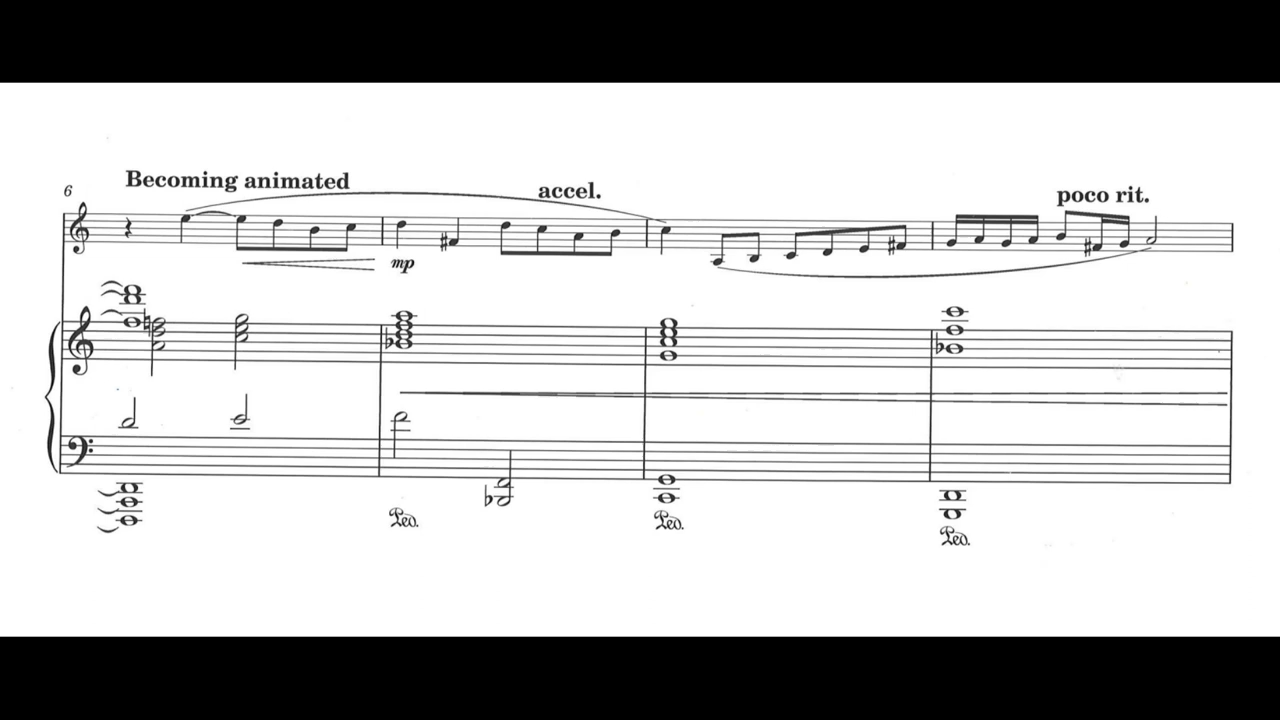 Becoming animated
accel.
poco rit.
6
mp
Ped.
Ped.
Ped.